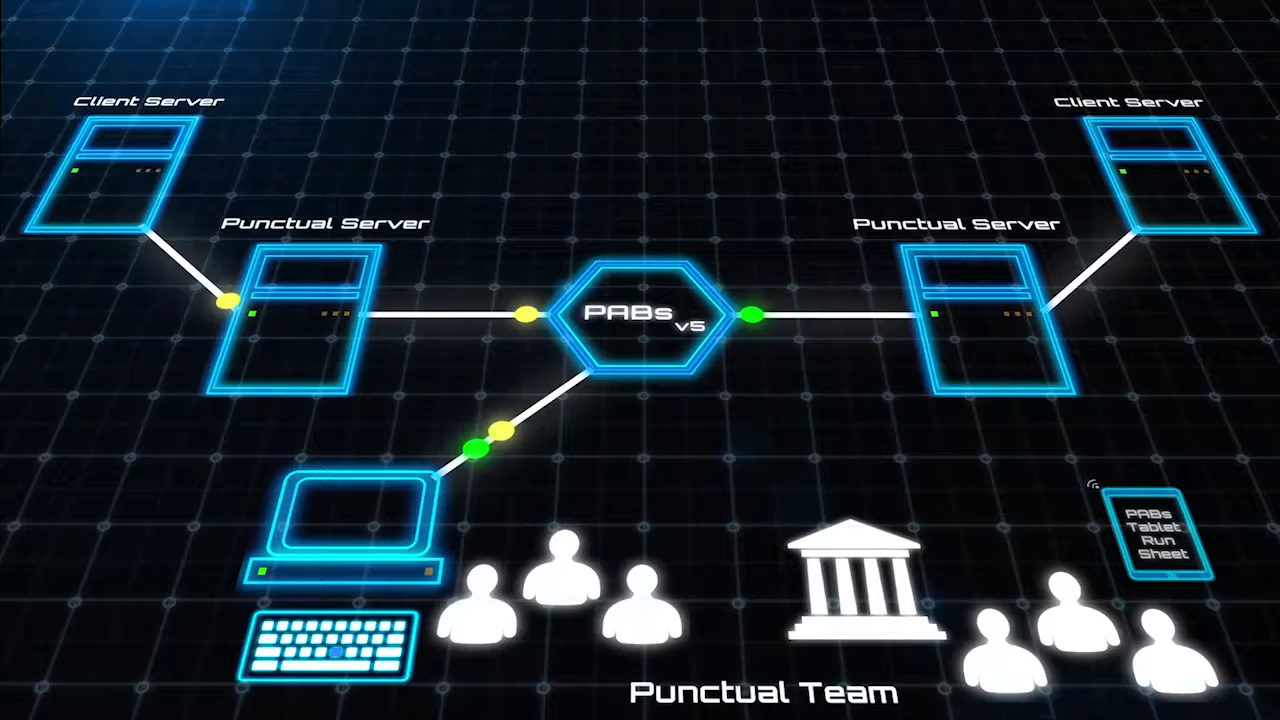 Client Server
Client Server
Punctual Server
Punctual Server
PABs v5
PABs
Tablet
Run
Sheet
Punctual Team